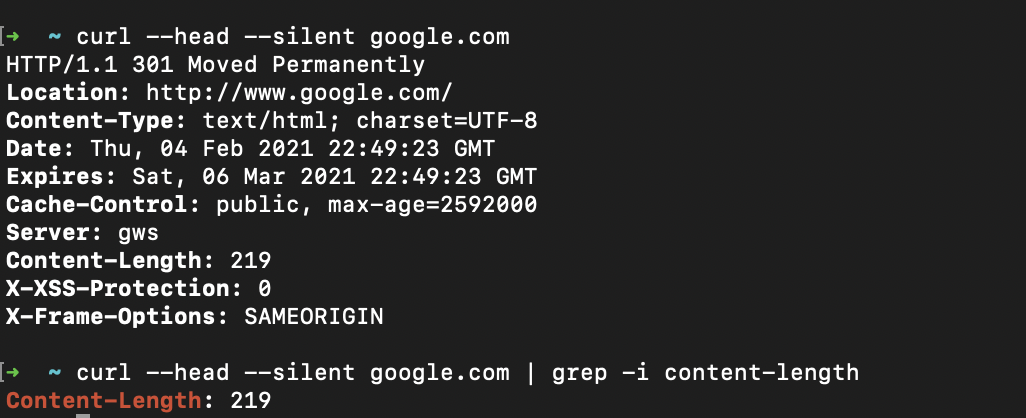 [➜  ~ curl --head --silent google.com
HTTP/1.1 301 Moved Permanently
Location: http://www.google.com/
Content-Type: text/html; charset=UTF-8
Date: Thu, 04 Feb 2021 22:49:23 GMT
Expires: Sat, 06 Mar 2021 22:49:23 GMT
Cache-Control: public, max-age=2592000
Server: gws
Content-Length: 219
X-XSS-Protection: 0
X-Frame-Options: SAMEORIGIN
[➜  ~ curl --head --silent google.com | grep -i content-length
Content-Length: 219